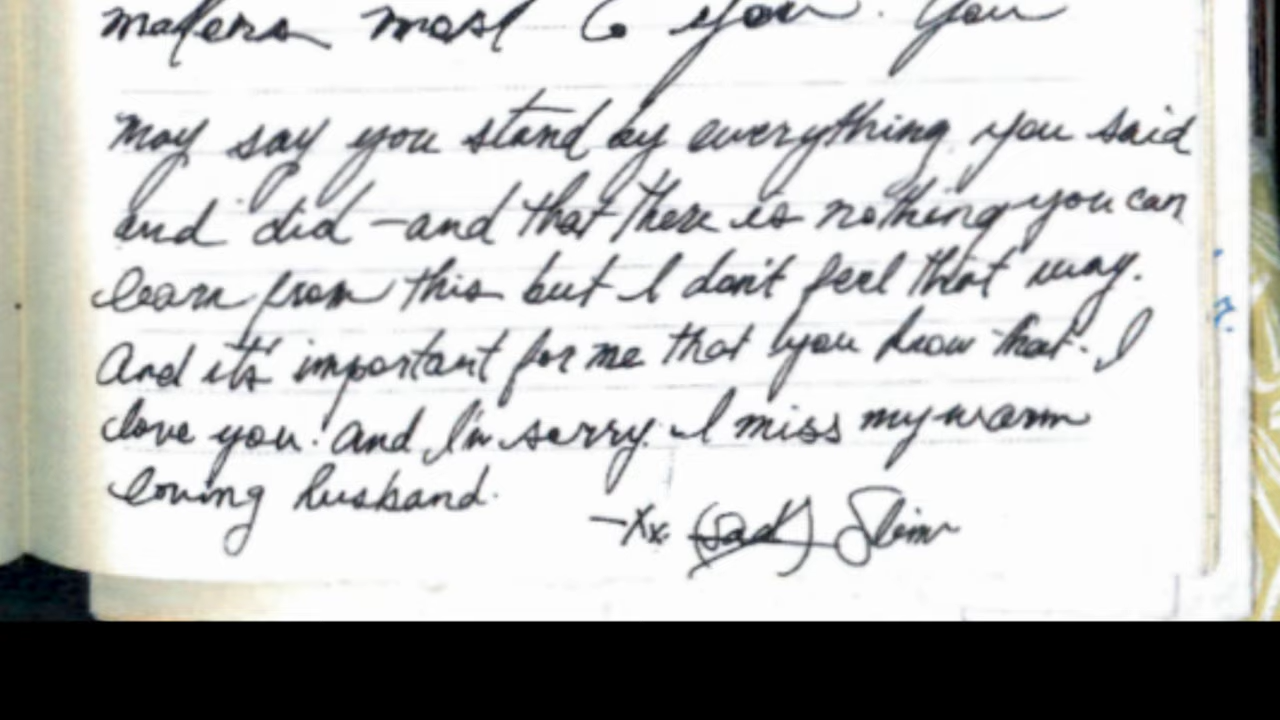 matters most to you. You
may say you stand by everything you said
and did - and that there is nothing you can
learn from this but I don't feel that way.
And it's important for me that you know that. I
love you. And I'm sorry. I miss my warm
loving husband.
- Xx. (sad) Slim